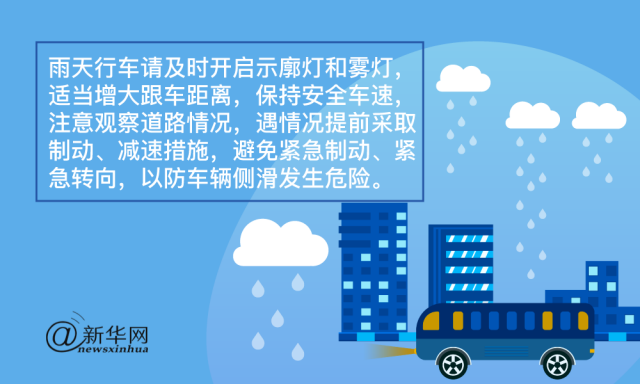 雨天行车请及时开启示廓灯和雾灯，
适当增大跟车距离，保持安全车速，
注意观察道路情况，遇情况提前采取
制动、减速措施，避免紧急制动、紧
急转向，以防车辆侧滑发生危险。
@新华网
newsxinhua